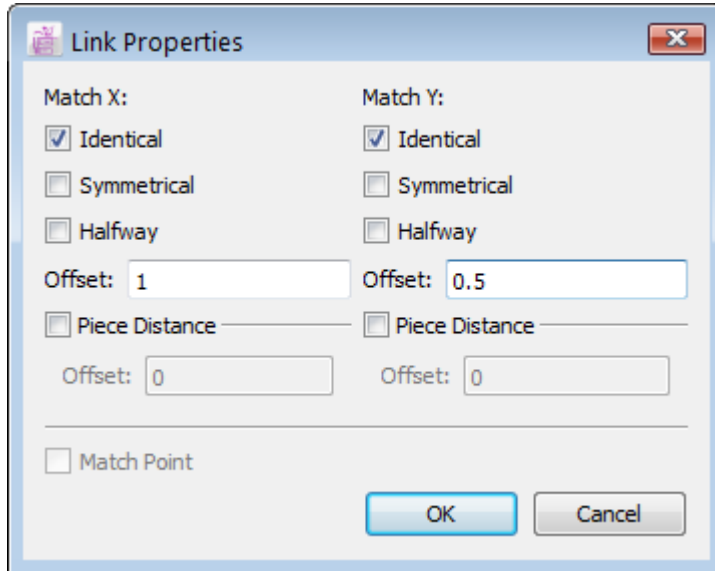 Link Properties
Match X: Match Y:
Identical Identical
Symmetrical Symmetrical
Halfway Halfway
Offset: 1 Offset: 0.5
Piece Distance Piece Distance
Offset: 0 Offset: 0
Match Point
OK Cancel